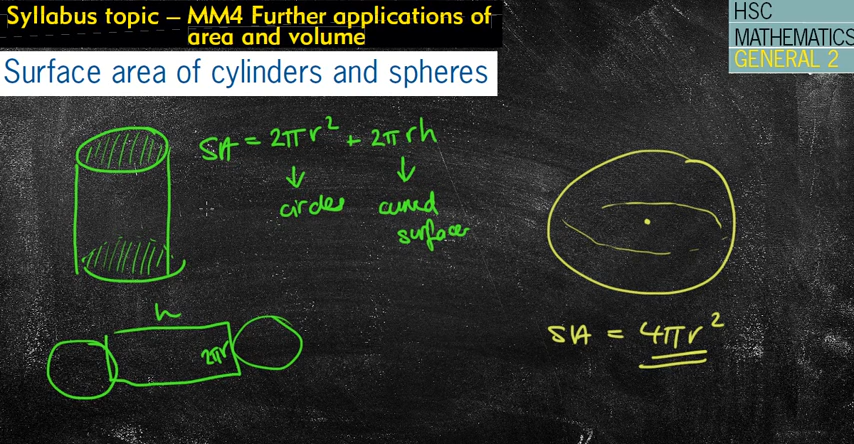 Syllabus topic – MM4 Further applications of
area and volume
HSC
MATHEMATICS
GENERAL 2
Surface area of cylinders and spheres
SA = 2πr² + 2πrh
circles
curved
surface
h
2πr
SA = 4πr²